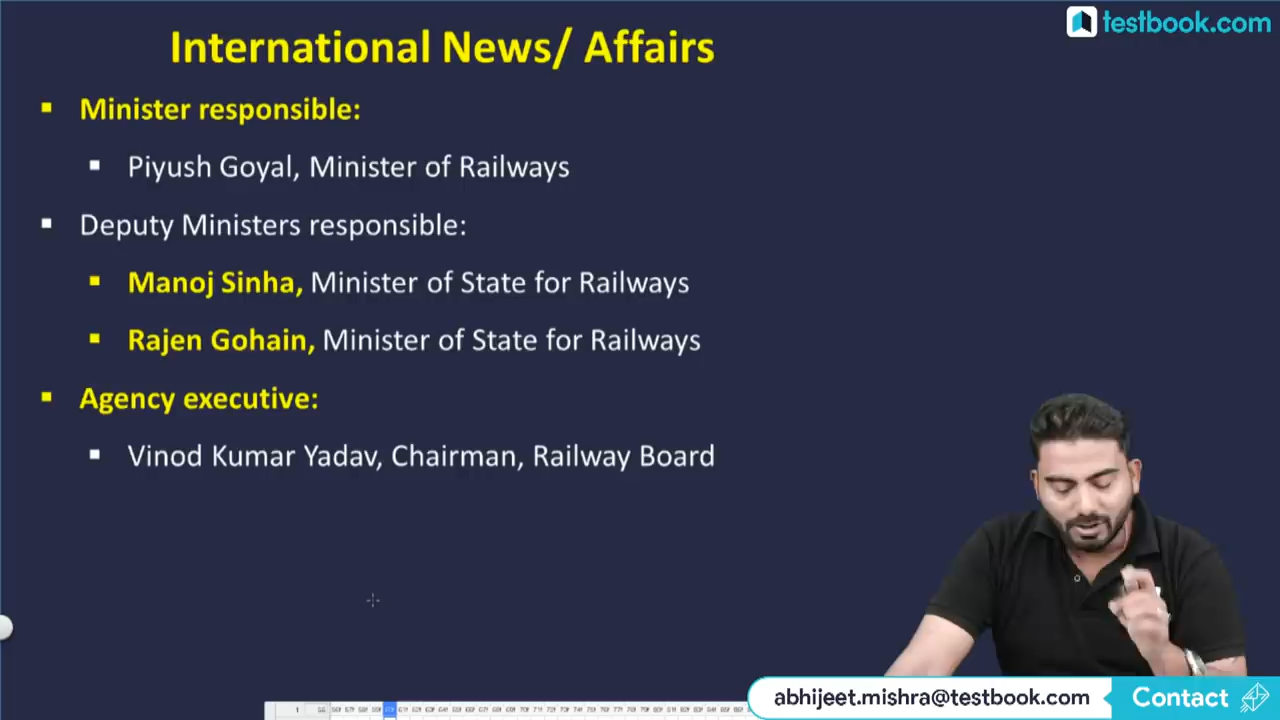 testbook.com
International News/ Affairs
Minister responsible:
Piyush Goyal, Minister of Railways
Deputy Ministers responsible:
Manoj Sinha, Minister of State for Railways
Rajen Gohain, Minister of State for Railways
Agency executive:
Vinod Kumar Yadav, Chairman, Railway Board
abhijeet.mishra@testbook.com Contact